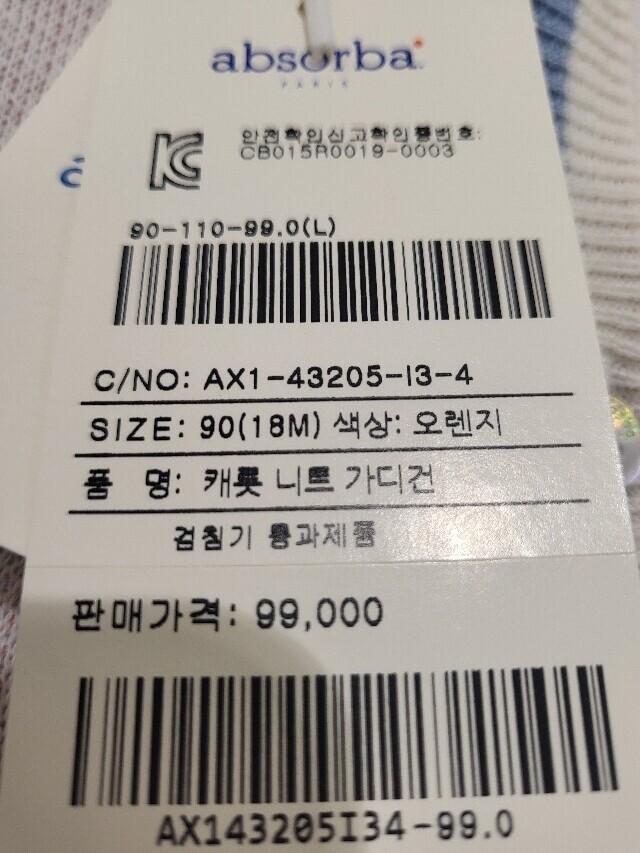 absorba
PARIS
안전확인신고확인증번호:
CB015R0019-0003
90-110-99.0(L)
C/NO: AX1-43205-I3-4
SIZE: 90(18M) 색상: 오렌지
품 명: 캐롯 니트 가디건
검침기 통과제품
판매가격: 99,000
AX143205I34-99.0